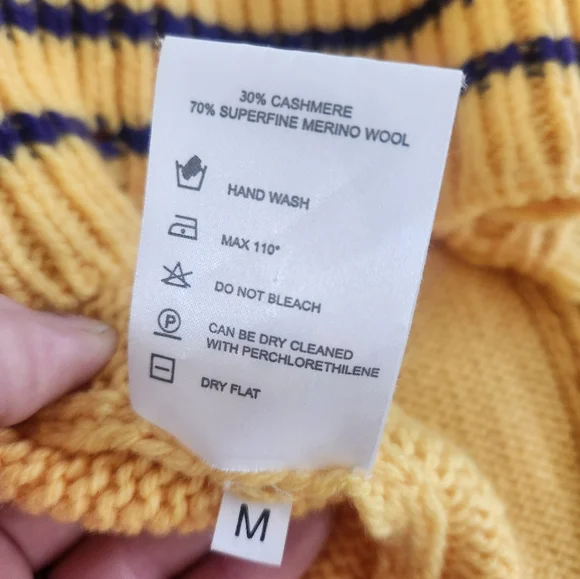 30% CASHMERE
70% SUPERFINE MERINO WOOL
HAND WASH
MAX 110°
DO NOT BLEACH
P
CAN BE DRY CLEANED
WITH PERCHLORETHILENE
DRY FLAT
M